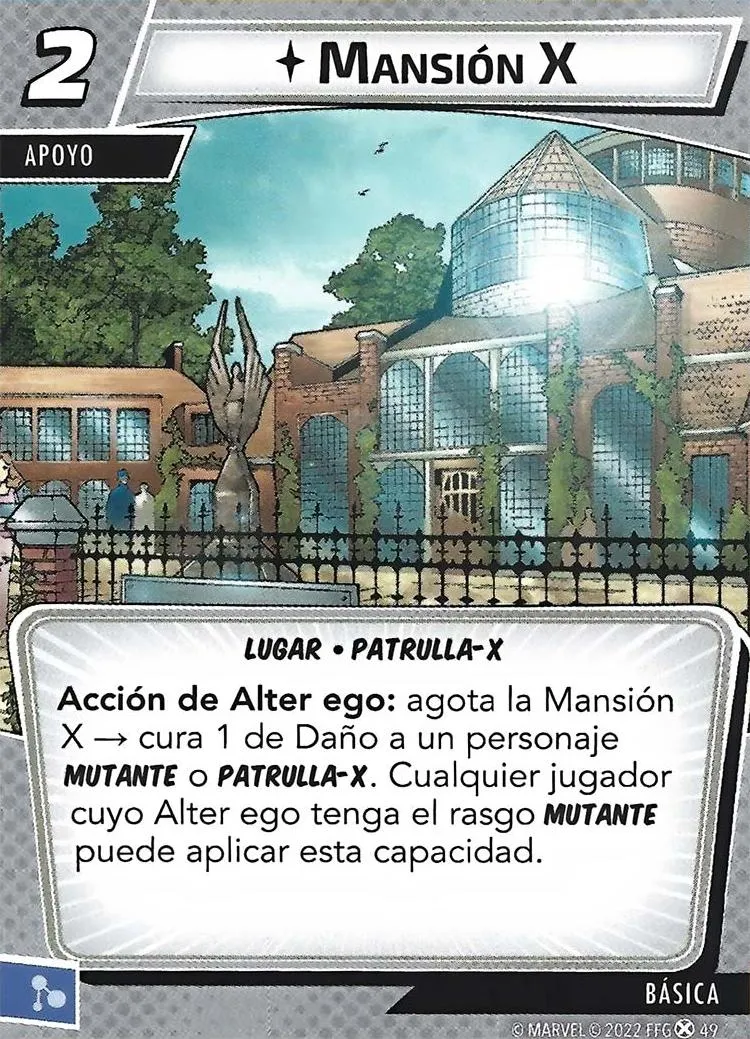 2
Mansión X
APOYO
LUGAR • PATRULLA-X
Acción de Alter ego: agota la Mansión
X → cura 1 de Daño a un personaje
MUTANTE o PATRULLA-X. Cualquier jugador
cuyo Alter ego tenga el rasgo MUTANTE
puede aplicar esta capacidad.
BÁSICA
© MARVEL © 2022 FFG 49